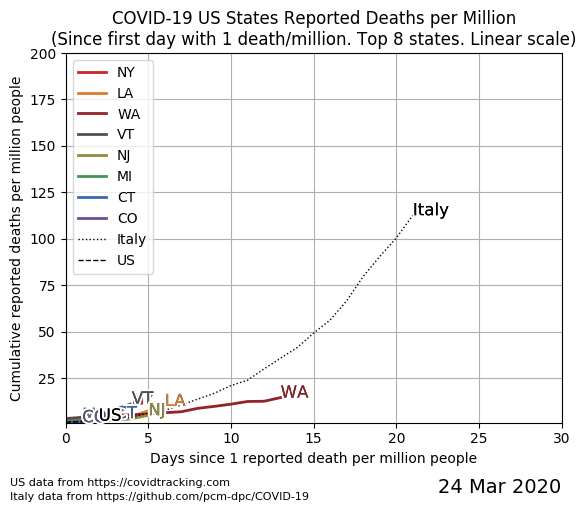 COVID-19 US States Reported Deaths per Million
(Since first day with 1 death/million. Top 8 states. Linear scale)
Cumulative reported deaths per million people
200
175
150
125
100
75
50
25
NY
LA
WA
VT
NJ
MI
CT
CO
Italy
US
Italy
WA
LA
VT
NJ
US
0 5 10 15 20 25 30
Days since 1 reported death per million people
US data from https://covidtracking.com
Italy data from https://github.com/pcm-dpc/COVID-19
24 Mar 2020